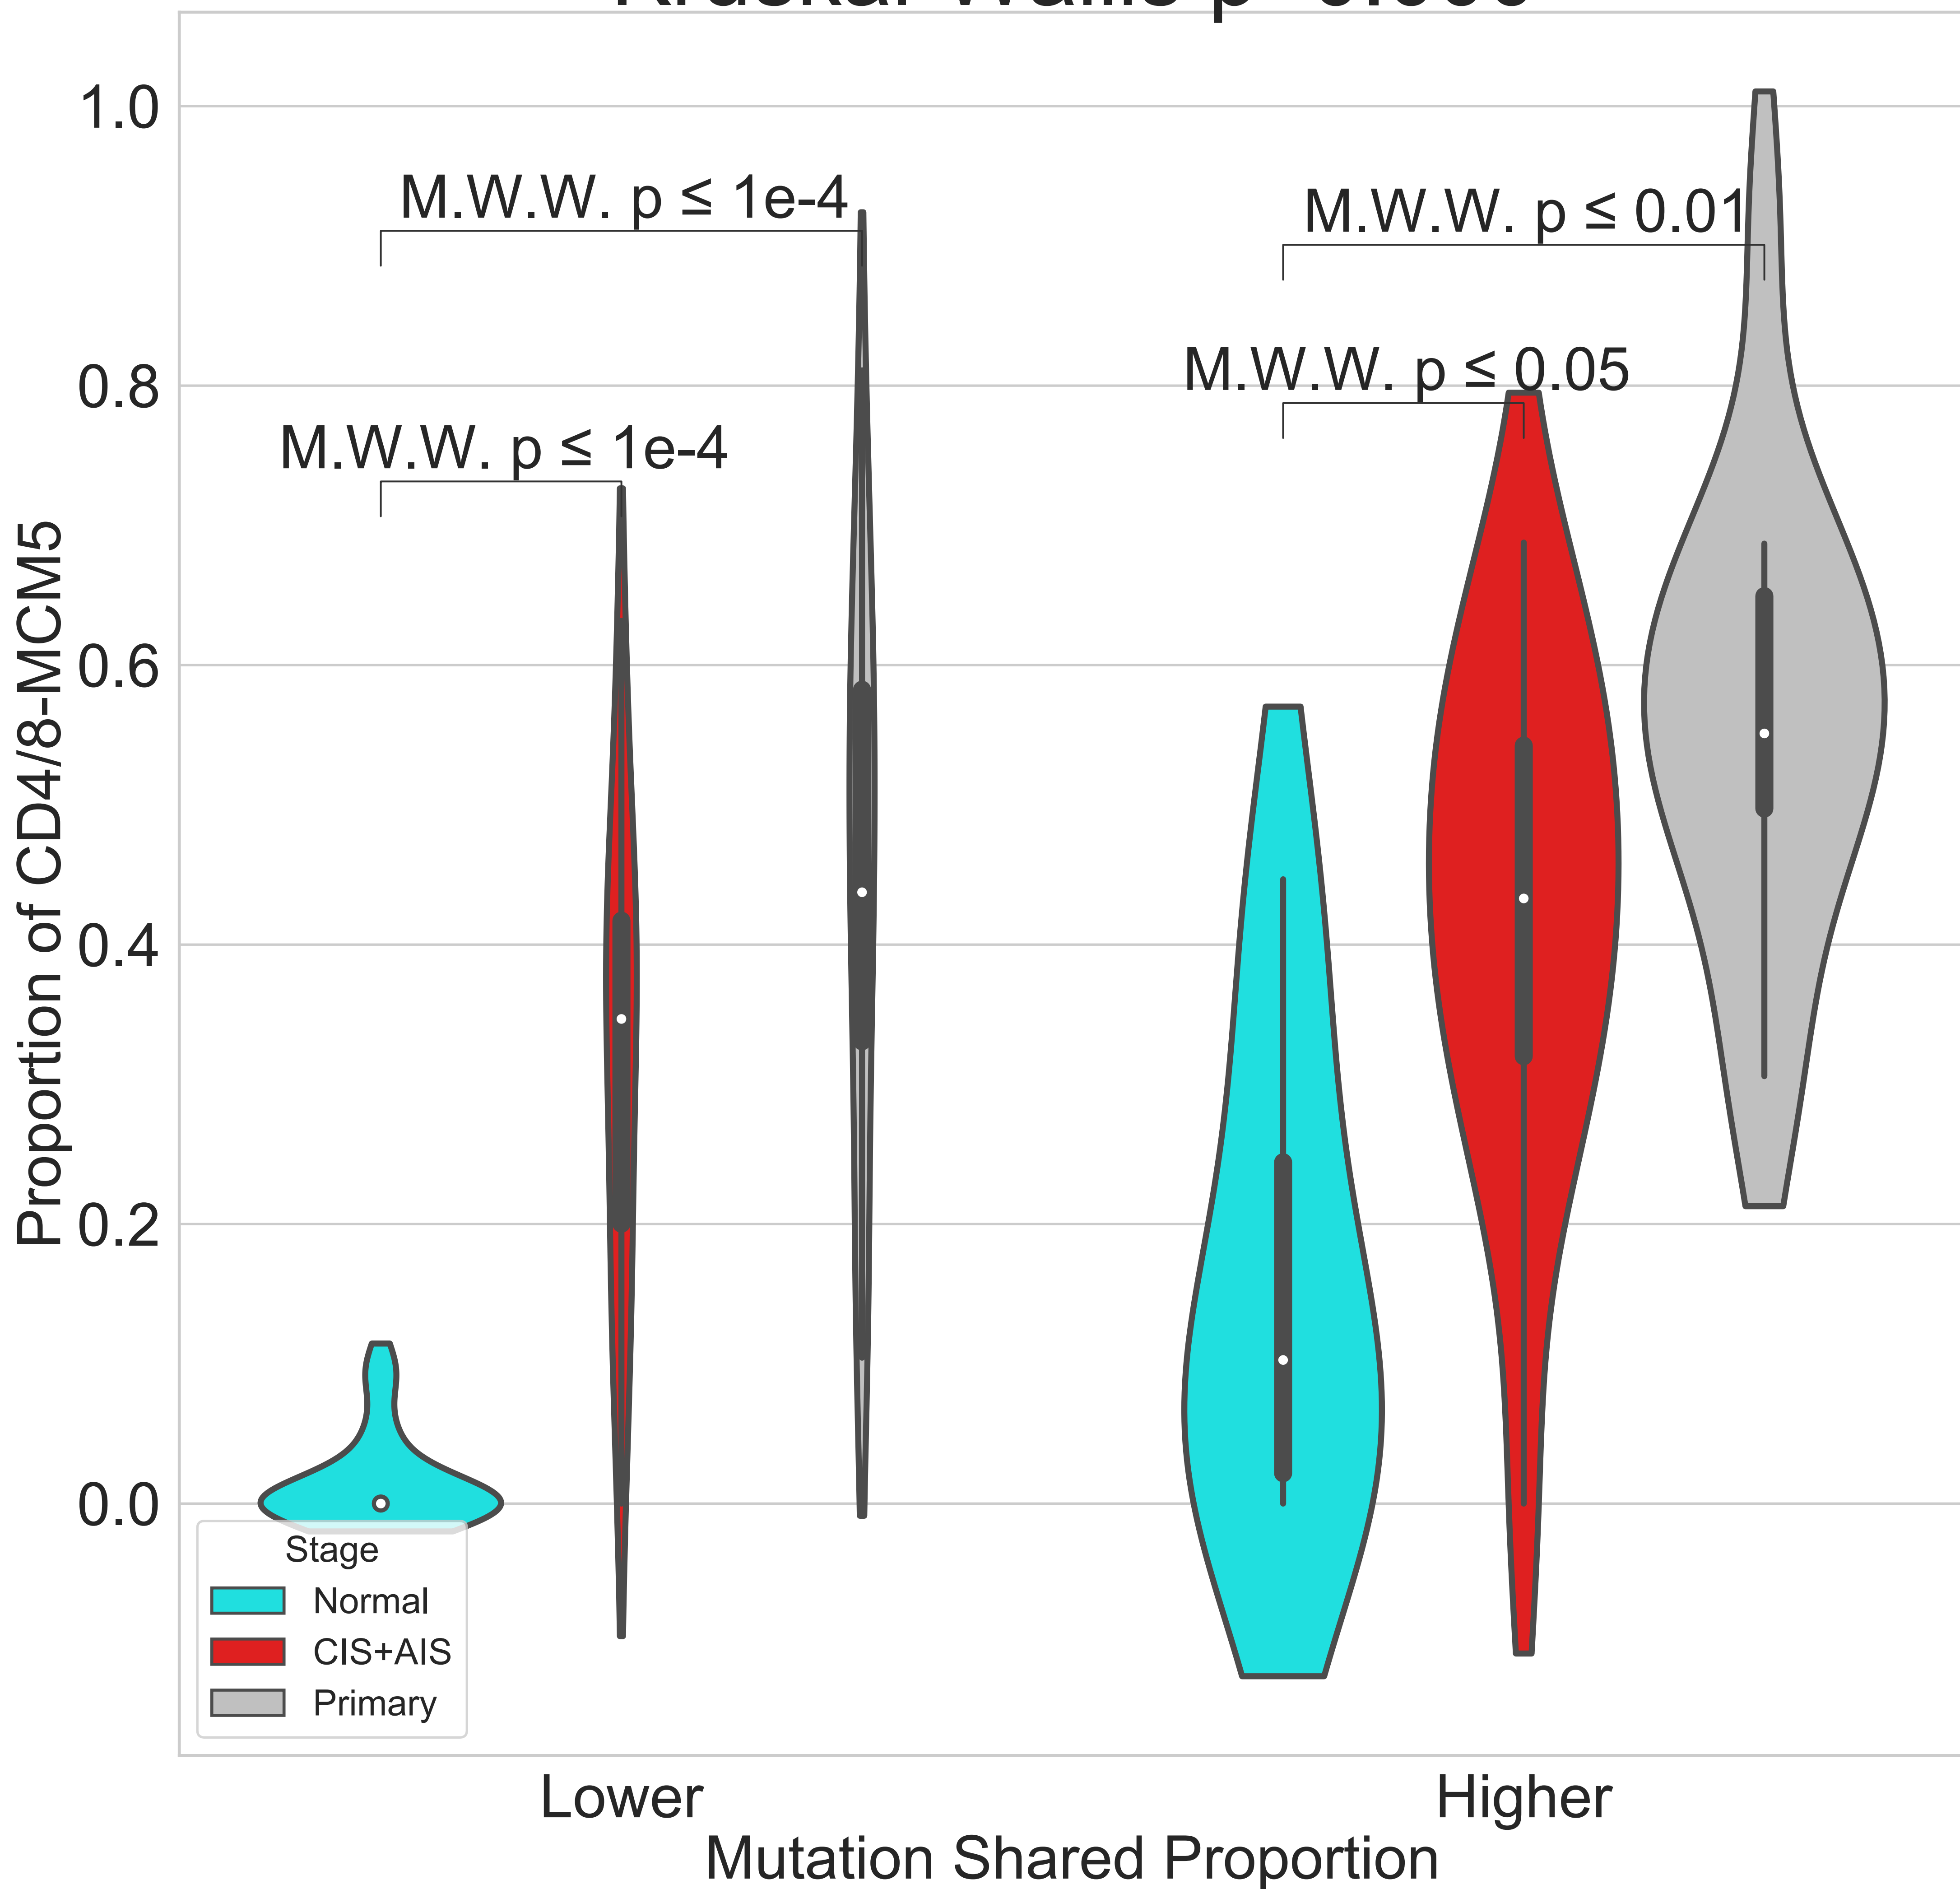 1.0
0.8
0.6
0.4
0.2
0.0
Proportion of CD4/8-MCM5
M.W.W. p ≤ 1e-4
M.W.W. p ≤ 0.01
M.W.W. p ≤ 0.05
M.W.W. p ≤ 1e-4
Stage
Normal
CIS+AIS
Primary
Lower
Higher
Mutation Shared Proportion